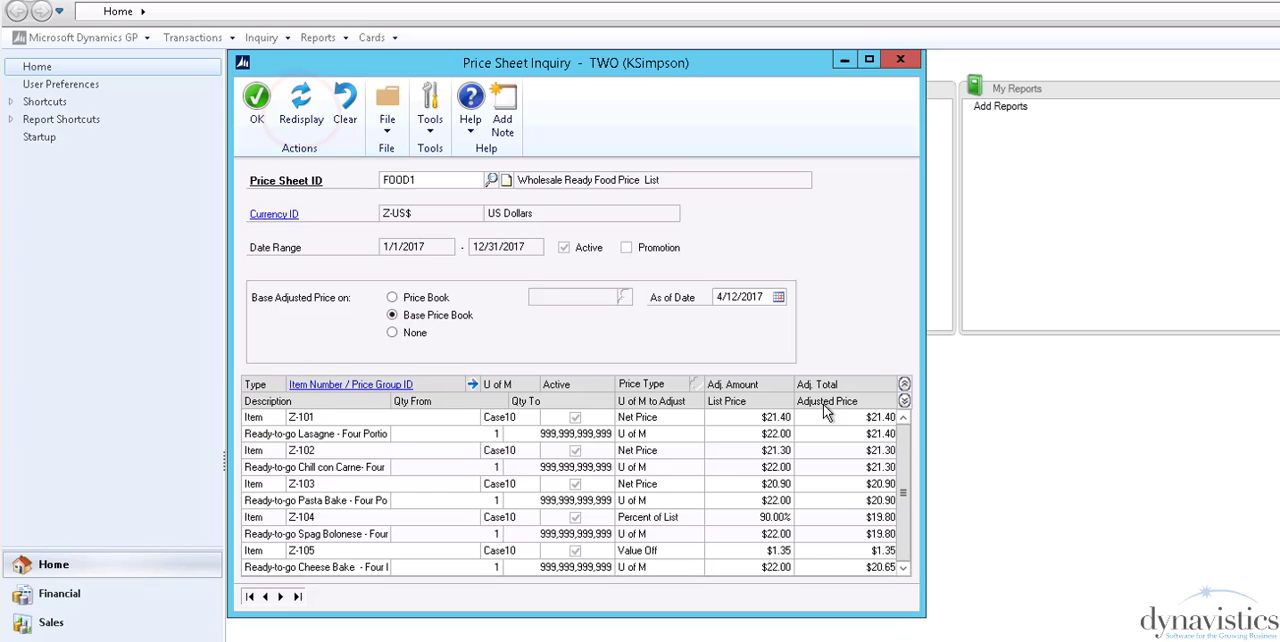 Home
Microsoft Dynamics GP Transactions Inquiry Reports Cards
Home
User Preferences
Shortcuts
Report Shortcuts
Startup
Home
Financial
Sales
Price Sheet Inquiry - TWO (KSimpson)
OK Redisplay Clear File Tools Help Add Note
Actions File Tools Help
Price Sheet ID FOOD1 Wholesale Ready Food Price List
Currency ID Z-US$ US Dollars
Date Range 1/1/2017 - 12/31/2017 Active Promotion
Base Adjusted Price on: Price Book As of Date 4/12/2017
Base Price Book
None
Type Item Number / Price Group ID U of M Active Price Type Adj. Amount Adj. Total
Description Qty From Qty To U of M to Adjust List Price Adjusted Price
Item Z-101 Case10 Net Price $21.40 $21.40
Ready-to-go Lasagne - Four Portio 1 999,999,999,999 U of M $22.00 $21.40
Item Z-102 Case10 Net Price $21.30 $21.30
Ready-to-go Chill con Carne- Four 1 999,999,999,999 U of M $22.00 $21.30
Item Z-103 Case10 Net Price $20.90 $20.90
Ready-to-go Pasta Bake - Four Po 1 999,999,999,999 U of M $22.00 $20.90
Item Z-104 Case10 Percent of List 90.00% $19.80
Ready-to-go Spag Bolonese - Four 1 999,999,999,999 U of M $22.00 $19.80
Item Z-105 Case10 Value Off $1.35 $1.35
Ready-to-go Cheese Bake - Four I 1 999,999,999,999 U of M $22.00 $20.65
My Reports
Add Reports
dynavistics
Software for the Growing Business